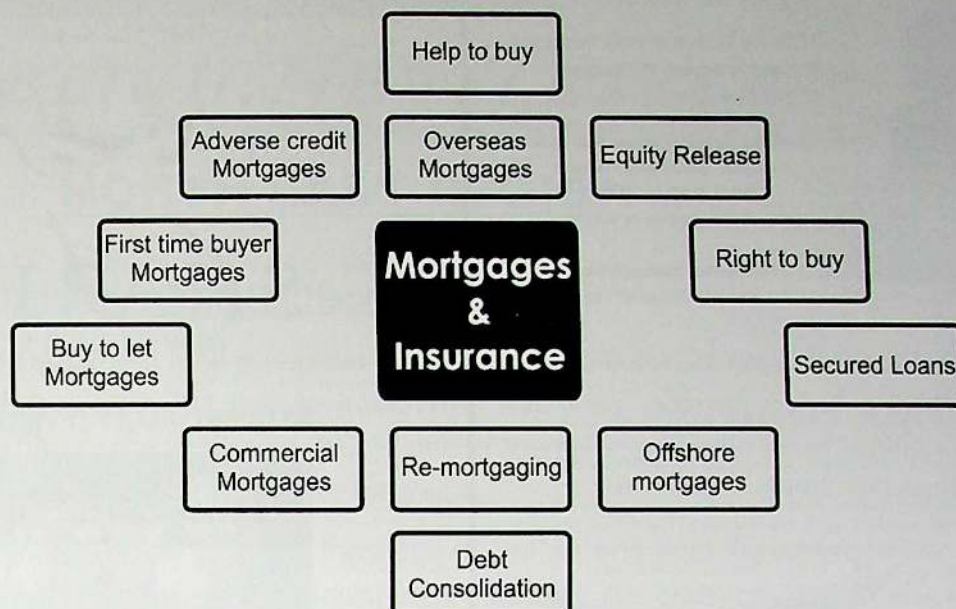 Help to buy
Adverse credit
Mortgages
Overseas
Mortgages
Equity Release
First time buyer
Mortgages
Mortgages
&
Insurance
Right to buy
Buy to let
Mortgages
Secured Loans
Commercial
Mortgages
Re-mortgaging
Offshore
mortgages
Debt
Consolidation